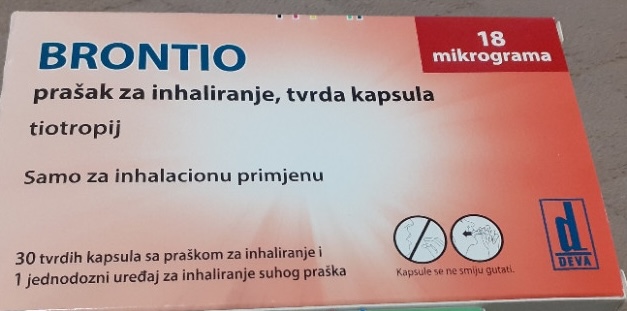 BRONTIO
18
mikrograma
prašak za inhaliranje, tvrda kapsula
tiotropij
Samo za inhalacionu primjenu
30 tvrdih kapsula sa praškom za inhaliranje i
1 jednodozni uređaj za inhaliranje suhog praška
Kapsule se ne smiju gutati.
d
DEVA